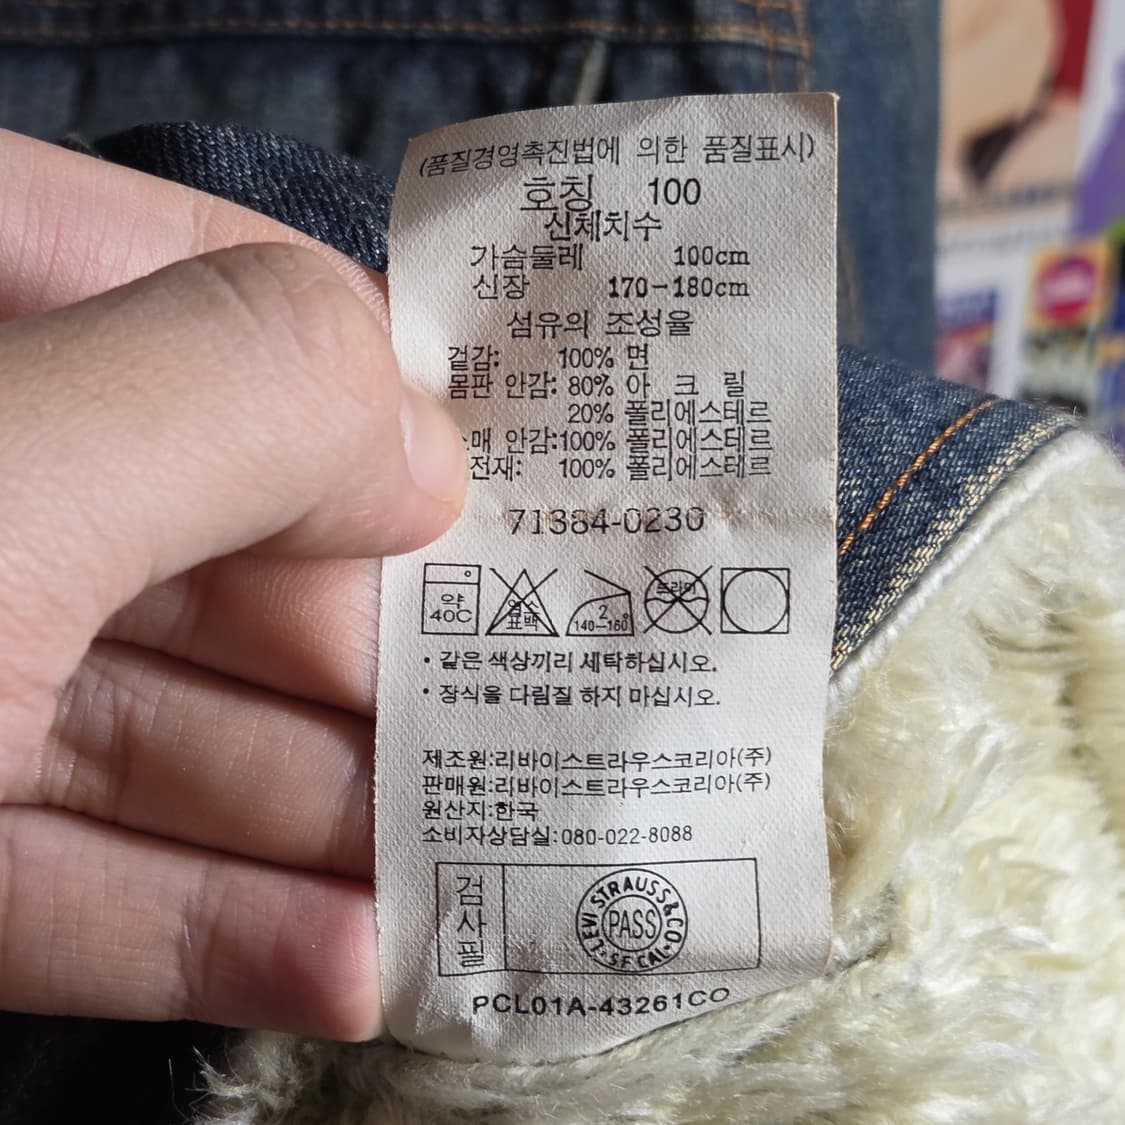 (품질경영촉진법에 의한 품질표시)
호칭 100
신체치수
가슴둘레 100cm
신장 170-180cm
섬유의 조성율
겉감: 100% 면
몸판 안감: 80% 아 크 릴
20% 폴리에스테르
매 안감:100% 폴리에스테르
전재: 100% 폴리에스테르
71384-0230
약 40C
염소 표백
2 140-160°
드라이
• 같은 색상끼리 세탁하십시오.
• 장식을 다림질 하지 마십시오.
제조원:리바이스트라우스코리아(주)
판매원:리바이스트라우스코리아(주)
원산지:한국
소비자상담실:080-022-8088
검사필
LEVI STRAUSS & CO. S.F. CAL.
PASS
PCL01A-43261CO